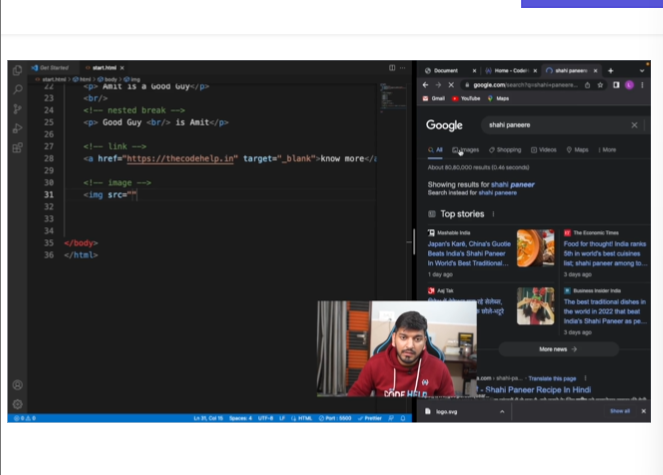 Get Started
start.html ×
start.html > html > body > img
22 <p> Amit is a Good Guy</p>
23 <br/>
24 <!-- nested break -->
25 <p> Good Guy <br/> is Amit</p>
26
27 <!-- link -->
28 <a href="https://thecodehelp.in" target="_blank">know more</a
29
30 <!-- image -->
31 <img src=""
32
33
34
35 </body>
36 </html>
Ln 31, Col 15 Spaces: 4 UTF-8 LF HTML Port : 5500 Prettier
CODE HELP
Document × Home - Codeh × shahi paneer ×
google.com/search?q=shahi+paneere...
Gmail YouTube Maps
Google
shahi paneere
All Images Shopping Videos Maps More
About 80,80,000 results (0.46 seconds)
Showing results for shahi paneer
Search instead for shahi paneere
Top stories
Mashable India
Japan's Karē, China's Guotie
Beats India's Shahi Paneer
In World's Best Traditional...
1 day ago
The Economic Times
Food for thought! India ranks
5th in world's best cuisines
list; shahi paneer among to...
3 days ago
Aaj Tak
Business Insider India
The best traditional dishes in
the world in 2022 that beat
India's Shahi Paneer as pe...
3 days ago
More news →
a.com › shahi-pa... · Translate this page
- Shahi Paneer Recipe In Hindi
logo.svg
Show all